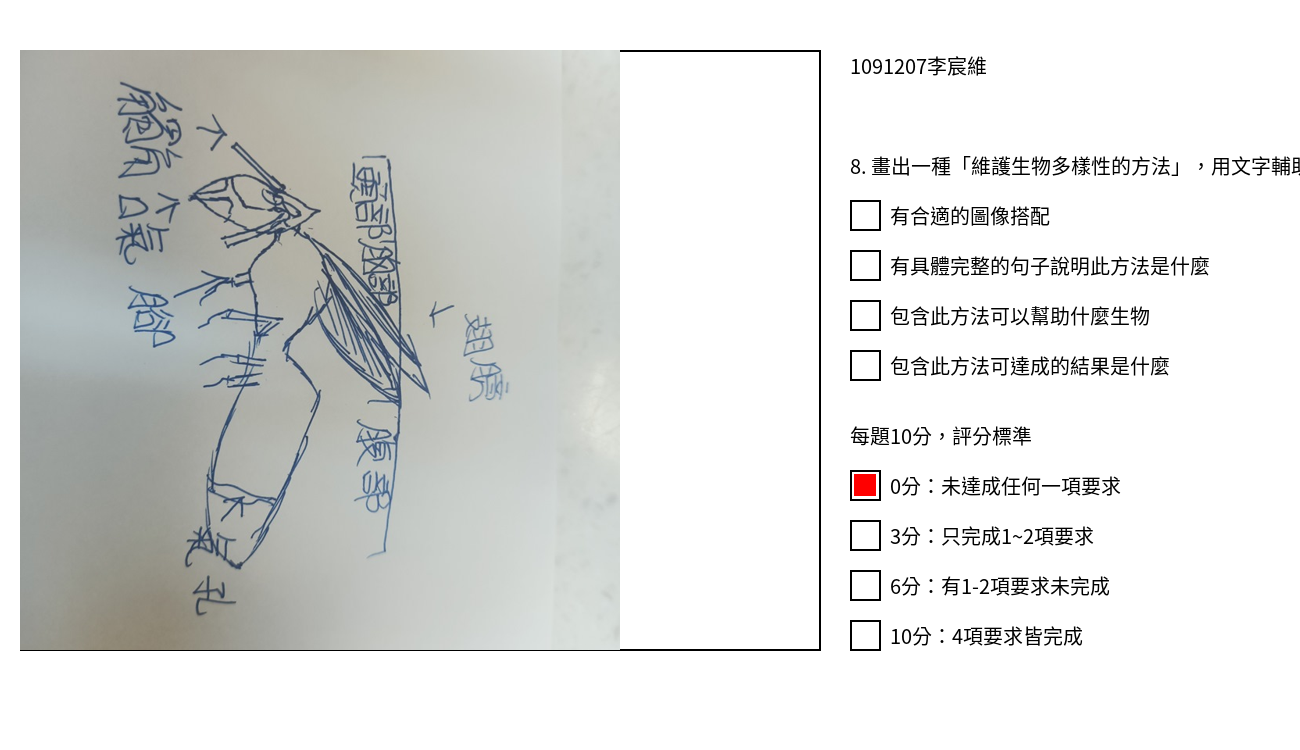 觸角
口氣
腳
頭部胸部
翅膀
腹部
氣孔
1091207李宸維
8. 畫出一種「維護生物多樣性的方法」，用文字輔
有合適的圖像搭配
有具體完整的句子說明此方法是什麼
包含此方法可以幫助什麼生物
包含此方法可達成的結果是什麼
每題10分，評分標準
0分：未達成任何一項要求
3分：只完成1~2項要求
6分：有1-2項要求未完成
10分：4項要求皆完成